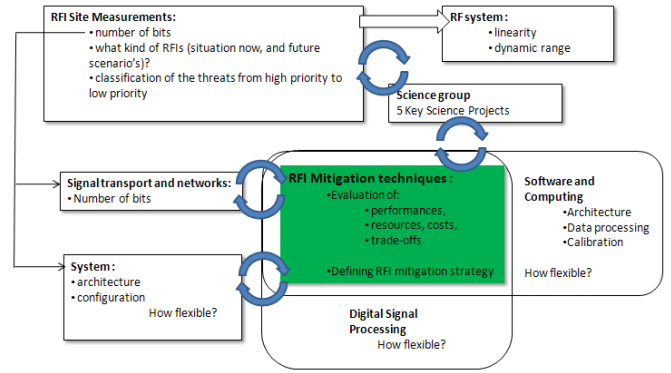 RFI Site Measurements:
• number of bits
• what kind of RFIs (situation now, and future
scenario's)?
• classification of the threats from high priority to
low priority
RF system :
• linearity
• dynamic range
Science group
5 Key Science Projects
Signal transport and networks:
• Number of bits
RFI Mitigation techniques :
•Evaluation of:
• performances,
• resources, costs,
• trade-offs
•Defining RFI mitigation strategy
Software and
Computing
•Architecture
•Data processing
•Calibration
How flexible?
System :
• architecture
• configuration
How flexible?
Digital Signal
Processing
How flexible?